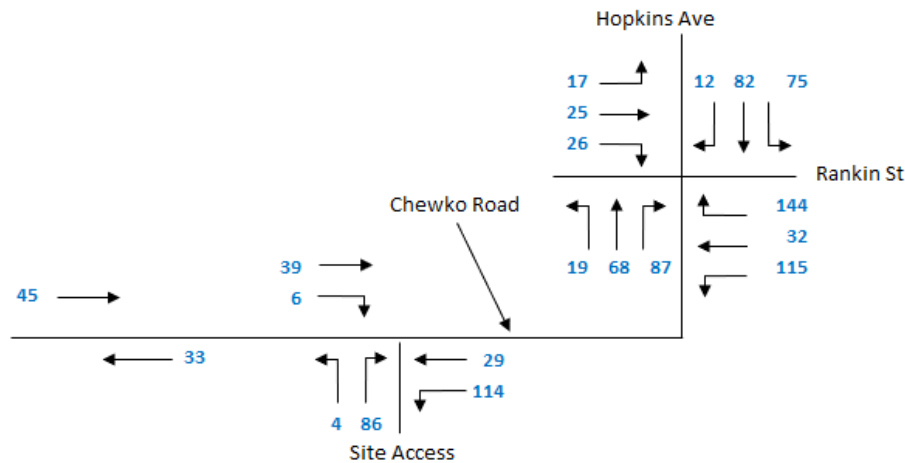 Hopkins Ave
17
12 82 75
25
26
Rankin St
Chewko Road
144
32
19 68 87
115
39
45
6
33
29
114
4 86
Site Access